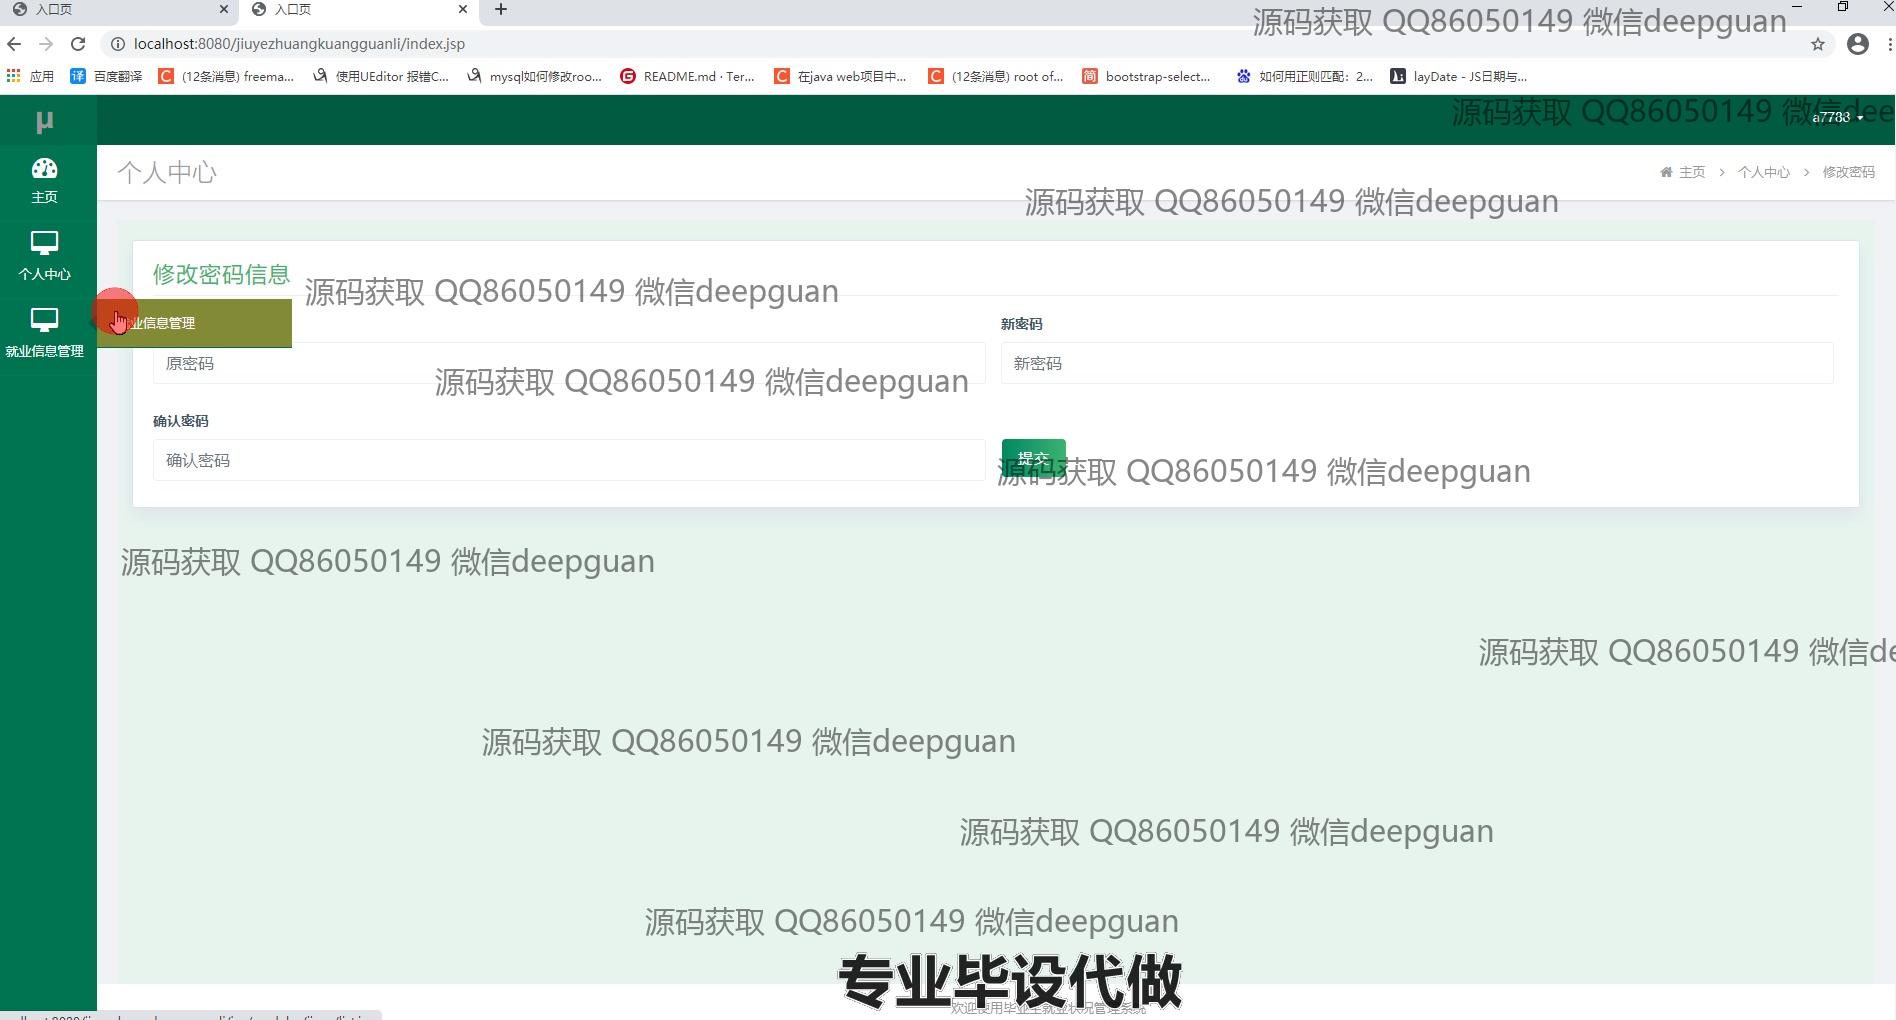 入口页
入口页
源码获取 QQ86050149 微信deepguan
localhost:8080/jiuyezhuangkuangguanli/index.jsp
应用
百度翻译
(12条消息) freema...
使用UEditor 报错C...
mysql如何修改roo...
README.md · Ter...
在java web项目中...
(12条消息) root of...
bootstrap-select...
如何用正则匹配：2...
layDate - JS日期与...
μ
源码获取 QQ86050149 微信dee
a7788
主页
个人中心
就业信息管理
个人中心
主页 > 个人中心 > 修改密码
源码获取 QQ86050149 微信deepguan
修改密码信息
源码获取 QQ86050149 微信deepguan
业信息管理
新密码
原密码
新密码
源码获取 QQ86050149 微信deepguan
确认密码
确认密码
提交
源码获取 QQ86050149 微信deepguan
源码获取 QQ86050149 微信deepguan
源码获取 QQ86050149 微信de
源码获取 QQ86050149 微信deepguan
源码获取 QQ86050149 微信deepguan
源码获取 QQ86050149 微信deepguan
专业毕设代做
欢迎使用毕业生就业状况管理系统